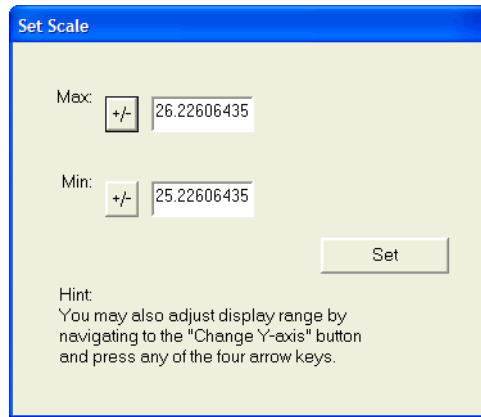 Set Scale
Max: +/- 26.22606435
Min: +/- 25.22606435
Set
Hint:
You may also adjust display range by
navigating to the "Change Y-axis" button
and press any of the four arrow keys.